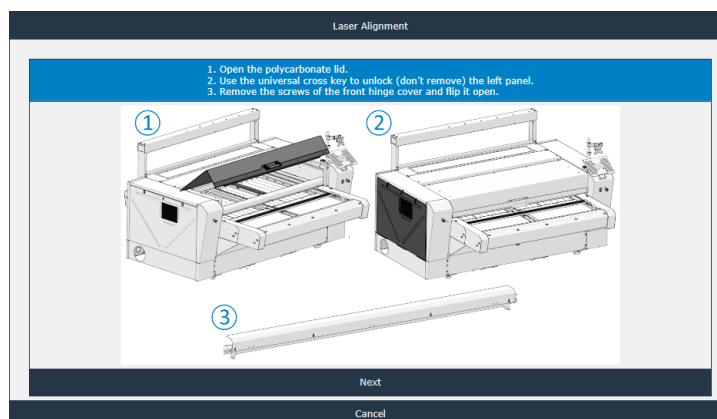 Laser Alignment
1. Open the polycarbonate lid.
2. Use the universal cross key to unlock (don't remove) the left panel.
3. Remove the screws of the front hinge cover and flip it open.
1
2
3
Next
Cancel